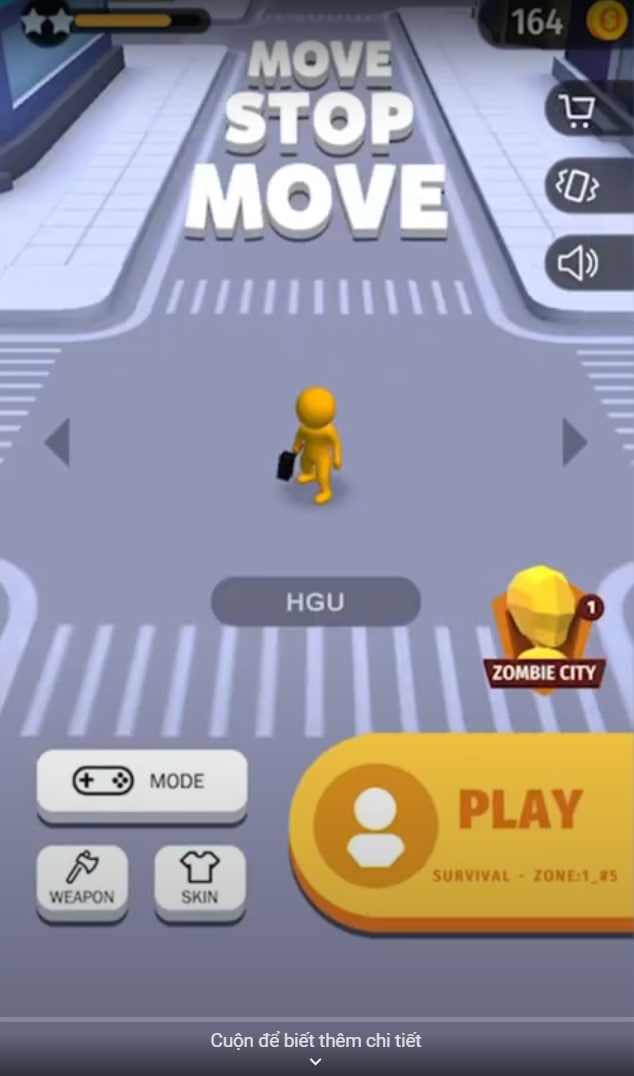 164
MOVE
STOP
MOVE
HGU
1
ZOMBIE CITY
MODE
PLAY
SURVIVAL - ZONE:1_#5
WEAPON
SKIN
Cuộn để biết thêm chi tiết